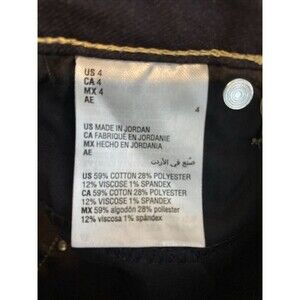 US 4
CA 4
MX 4
AE
4
US MADE IN JORDAN
CA FABRIQUÉ EN JORDANIE
MX HECHO EN JORDANIA
AE
صنع في الأردن
US 59% COTTON 28% POLYESTER
12% VISCOSE 1% SPANDEX
CA 59% COTON 28% POLYESTER
12% VISCOSE 1% SPANDEX
MX 59% algodón 28% poliester
12% viscosa 1% spandex